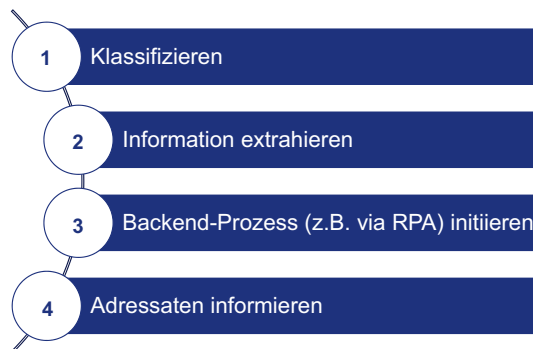 1 Klassifizieren
2 Information extrahieren
3 Backend-Prozess (z.B. via RPA) initiieren
4 Adressaten informieren